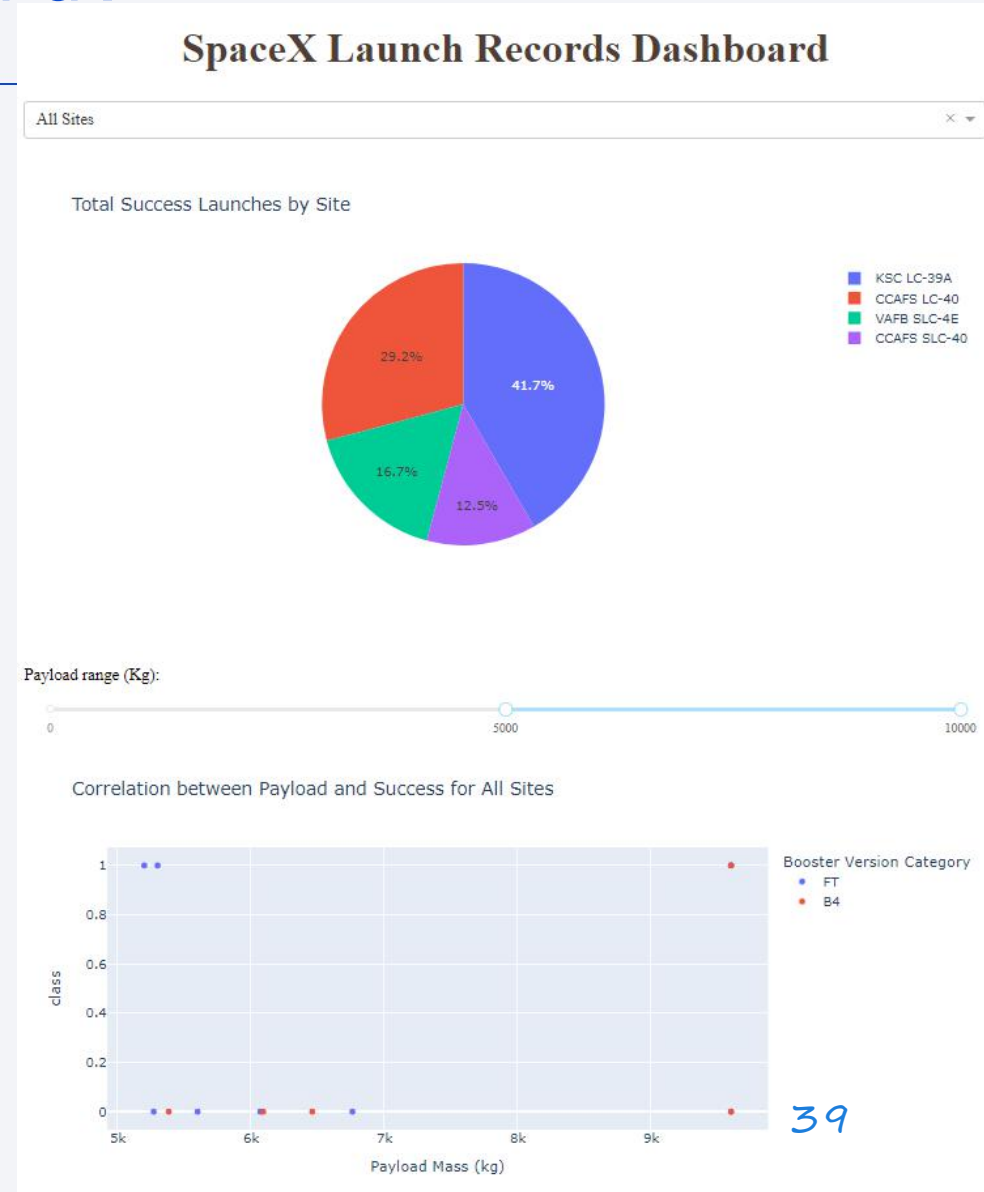 SpaceX Launch Records Dashboard
All Sites × 
Total Success Launches by Site
KSC LC-39A
CCAFS LC-40
VAFB SLC-4E
CCAFS SLC-40
29.2%
41.7%
16.7%
12.5%
Payload range (Kg):
0 5000 10000
Correlation between Payload and Success for All Sites
Booster Version Category
FT
B4
1
0.8
0.6
0.4
0.2
0
class
5k 6k 7k 8k 9k
Payload Mass (kg)
39